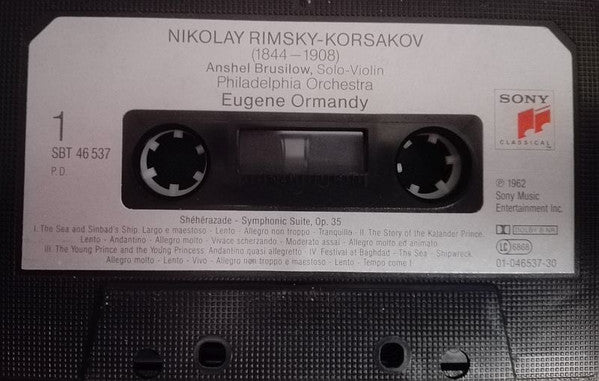 NIKOLAY RIMSKY-KORSAKOV
(1844—1908)
Anshel Brusilow, Solo-Violin
Philadelphia Orchestra
Eugene Ormandy
1
SBT 46 537
P.D.
SONY
CLASSICAL
℗ 1962
Sony Music
Entertainment Inc.
DOLBY B NR
LC 6868
01-046537-30
Shéhérazade - Symphonic Suite, Op. 35
I. The Sea and Sinbad's Ship. Largo e maestoso - Lento - Allegro non troppo - Tranquillo - II. The Story of the Kalander Prince.
Lento - Andantino - Allegro molto - Vivace scherzando - Moderato assai - Allegro molto ed animato
III. The Young Prince and the Young Princess. Andantino quasi allegretto - IV. Festival at Baghdad - The Sea - Shipwreck.
Allegro molto - Lento - Vivo - Allegro non troppo e maestoso - Lento - Tempo come I